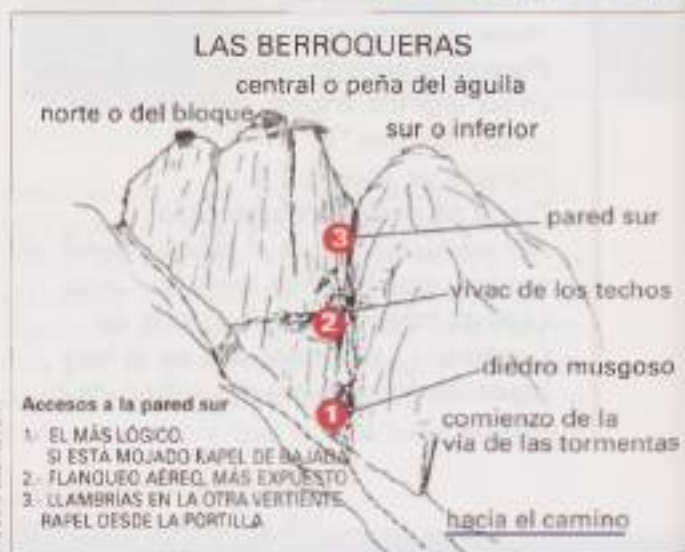 LAS BERROQUERAS
central o peña del águila
norte o del bloque
sur o inferior
3
pared sur
vivac de los techos
2
diedro musgoso
1
comienzo de la
via de las tormentas
Accesos a la pared sur
1.- EL MÁS LÓGICO.
SI ESTÁ MOJADO RAPEL DE BAJADA
2.- FLANQUEO AÉREO, MÁS EXPUESTO
3.- LLAMBRIAS EN LA OTRA VERTIENTE.
RAPEL DESDE LA PORTILLA
hacia el camino